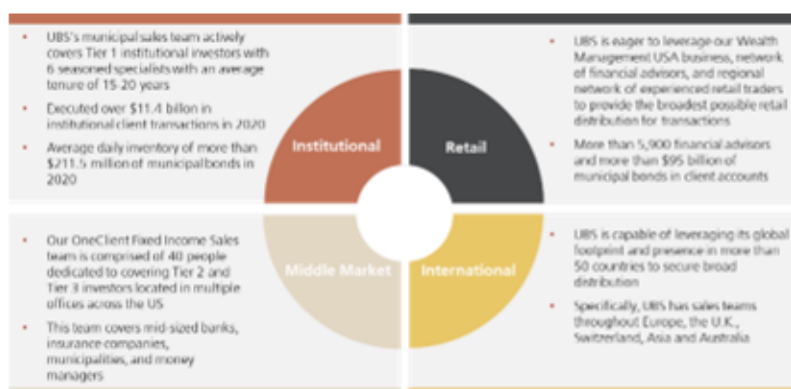 • UBS's municipal sales team actively
covers Tier 1 institutional investors with
6 seasoned specialists with an average
tenure of 15-20 years
• Executed over $11.4 billon in
institutional client transactions in 2020
• Average daily inventory of more than
$211.5 million of municipal bonds in
2020
Institutional
Retail
• UBS is eager to leverage our Wealth
Management USA business, network
of financial advisors, and regional
network of experienced retail traders
to provide the broadest possible retail
distribution for transactions
• More than 5,900 financial advisors
and more than $95 billion of
municipal bonds in client accounts
• Our OneClient Fixed Income Sales
team is comprised of 40 people
dedicated to covering Tier 2 and
Tier 3 investors located in multiple
offices across the US
• This team covers mid-sized banks,
insurance companies,
municipalities, and money
managers
Middle Market
International
• UBS is capable of leveraging its global
footprint and presence in more than
50 countries to secure broad
distribution
• Specifically, UBS has sales teams
throughout Europe, the U.K.,
Switzerland, Asia and Australia